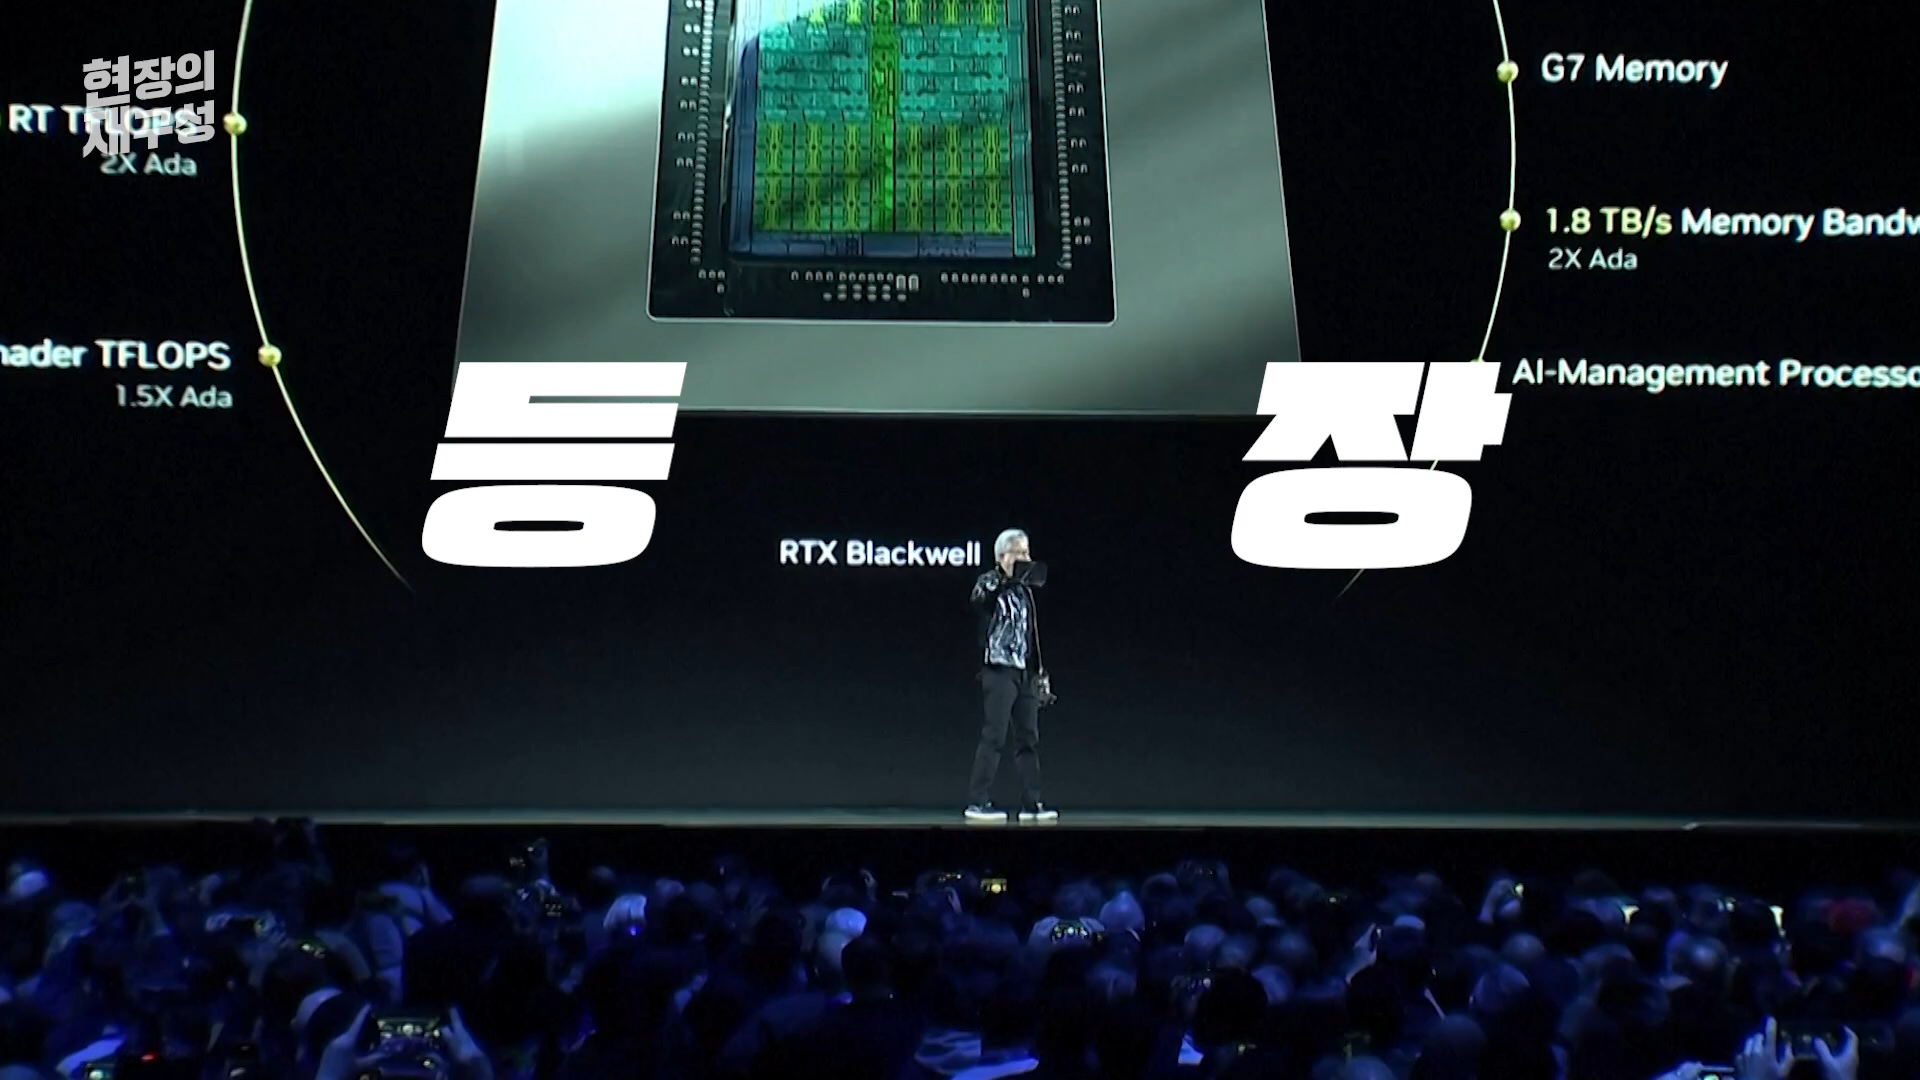 현장의
재구성
RT TFLOPS
2X Ada
hader TFLOPS
1.5X Ada
G7 Memory
1.8 TB/s Memory Bandw
2X Ada
AI-Management Processo
등 장
RTX Blackwell